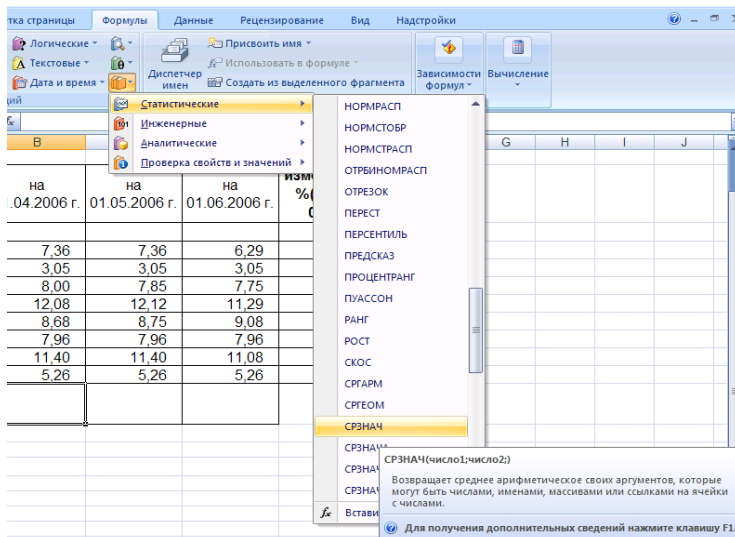 тка страницы Формулы Данные Рецензирование Вид Надстройки
Логические Присвоить имя
Текстовые Использовать в формуле
Дата и время Диспетчер имен Создать из выделенного фрагмента Зависимости формул Вычисление
ций
Статистические
Инженерные
Аналитические
Проверка свойств и значений
B G H I J
на на на
.04.2006 г. 01.05.2006 г. 01.06.2006 г. %(
7,36 7,36 6,29
3,05 3,05 3,05
8,00 7,85 7,75
12,08 12,12 11,29
8,68 8,75 9,08
7,96 7,96 7,96
11,40 11,40 11,08
5,26 5,26 5,26
НОРМРАСП
НОРМСТОБР
НОРМСТРАСП
ОТРБИНОМРАСП
ОТРЕЗОК
ПЕРЕСТ
ПЕРСЕНТИЛЬ
ПРЕДСКАЗ
ПРОЦЕНТРАНГ
ПУАССОН
РАНГ
РОСТ
СКОС
СРГАРМ
СРГЕОМ
СРЗНАЧ
СРЗНАЧА
СРЗНАЧ
СРЗНАЧ
fx Встави
СРЗНАЧ(число1;число2;)
Возвращает среднее арифметическое своих аргументов, которые
могут быть числами, именами, массивами или ссылками на ячейки
с числами.
Для получения дополнительных сведений нажмите клавишу F1.